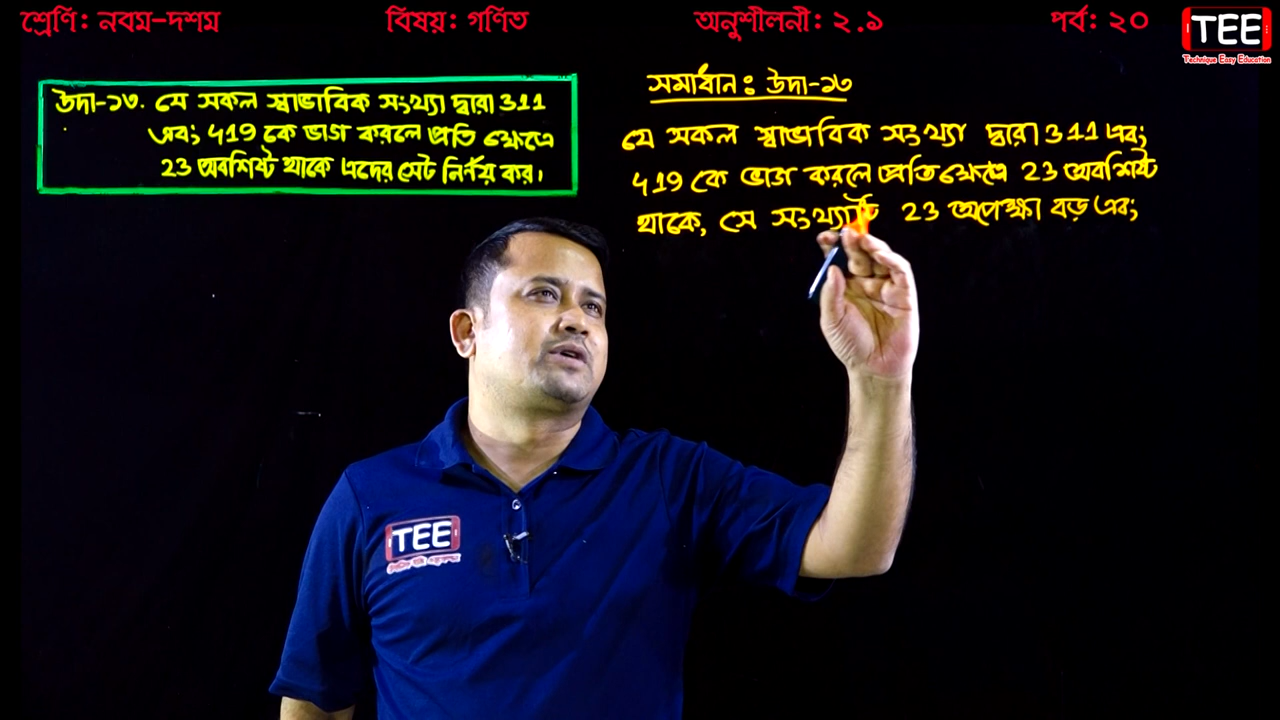 শ্রেণি: নবম-দশম
বিষয়: গণিত
অনুশীলনী: ২.১
পর্ব: ২০
TEE
Technique Easy Education
উদা-১৩. যে সকল স্বাভাবিক সংখ্যা দ্বারা 311
এবং 419 কে ভাগ করলে প্রতি ক্ষেত্রে
23 অবশিষ্ট থাকে এদের সেট নির্ণয় কর।
সমাধান: উদা-১৩
যে সকল স্বাভাবিক সংখ্যা দ্বারা 311 এবং
419 কে ভাগ করলে প্রতিক্ষেত্রে 23 অবশিষ্ট
থাকে, সে সংখ্যাটি 23 অপেক্ষা বড় এবং
TEE